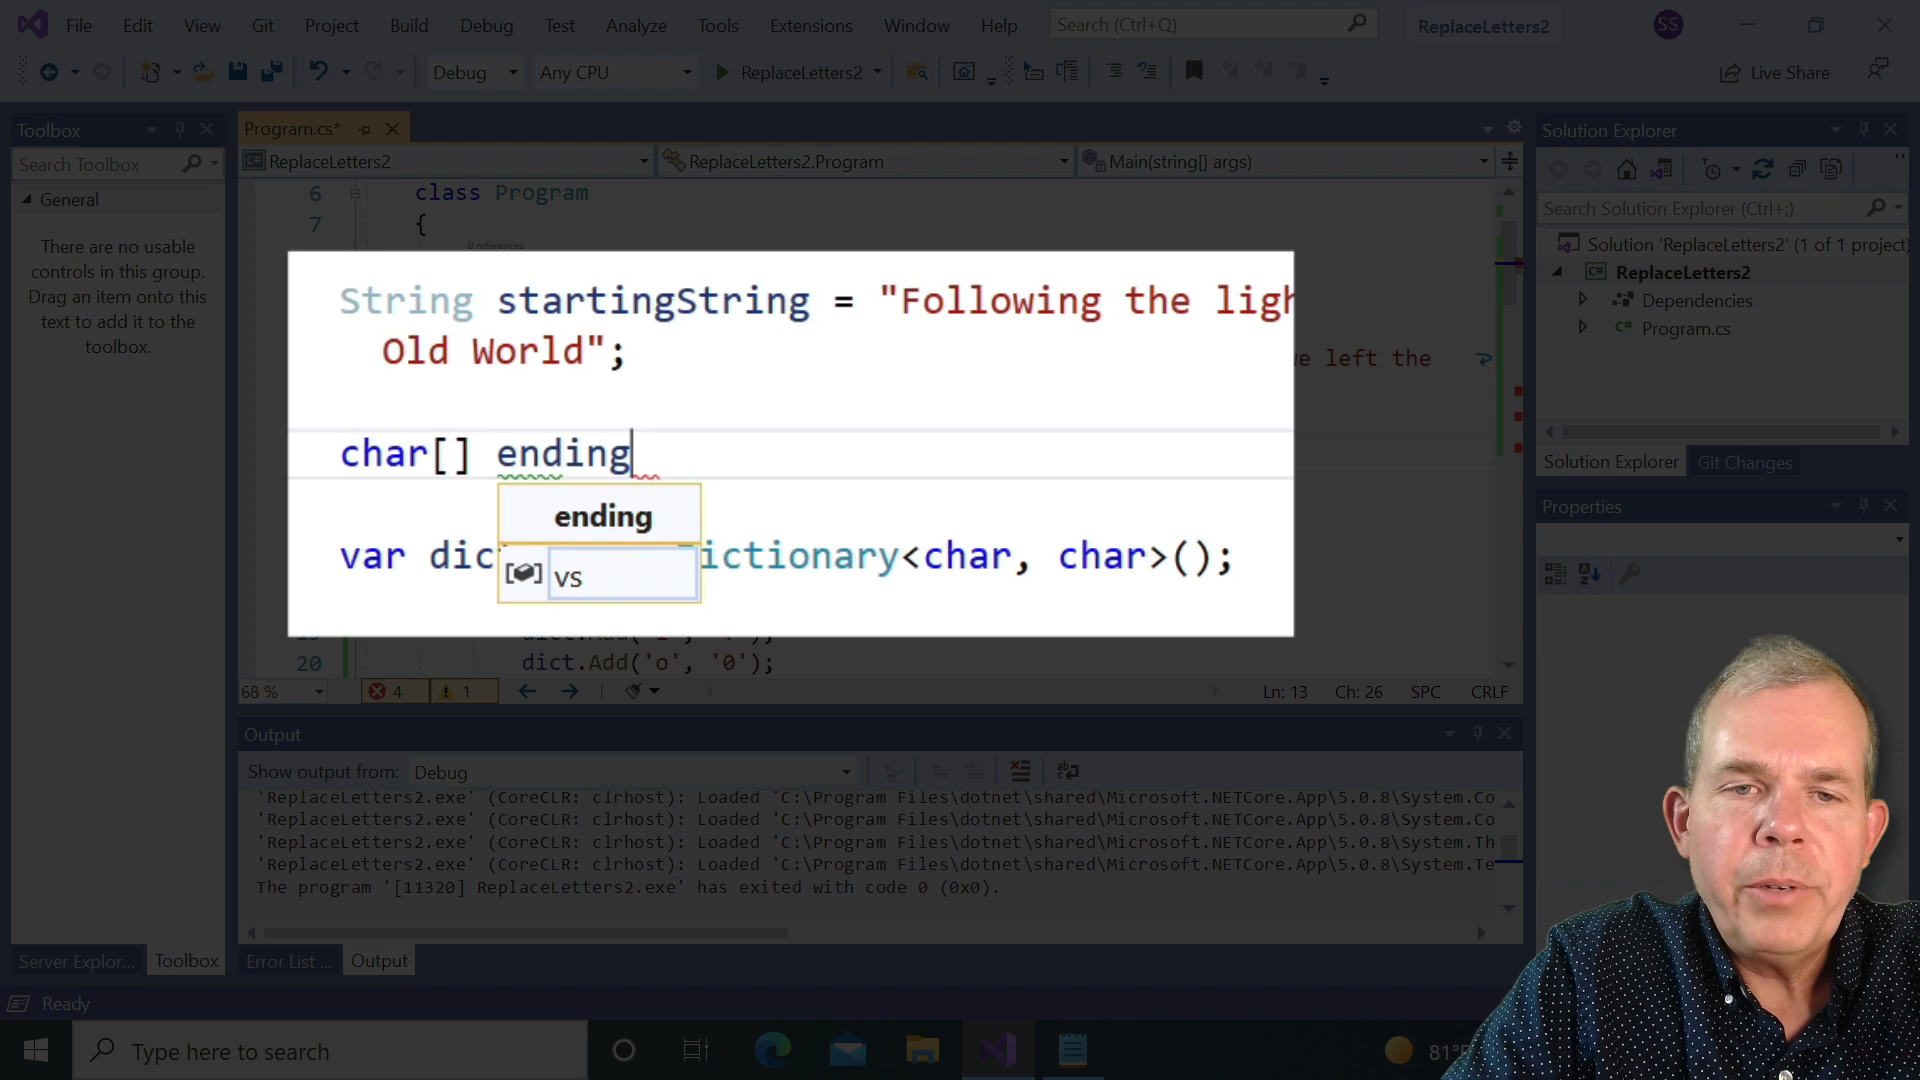 File Edit View Git Project Build Debug Test Analyze Tools Extensions Window Help Search (Ctrl+Q) ReplaceLetters2 SS
Debug Any CPU ReplaceLetters2 Live Share
Toolbox
Search Toolbox
General
There are no usable
controls in this group.
Drag an item onto this
text to add it to the
toolbox.
Server Explor... Toolbox
Program.cs*
ReplaceLetters2 ReplaceLetters2.Program Main(string[] args)
6 class Program
7 {
0 references
String startingString = "Following the ligh
Old World";
left the
char[] ending
ending
vs
var dic ictionary<char, char>();
20 dict.Add('o', '0');
68 % 4 1 Ln: 13 Ch: 26 SPC CRLF
Output
Show output from: Debug
'ReplaceLetters2.exe' (CoreCLR: clrhost): Loaded 'C:\Program Files\dotnet\shared\Microsoft.NETCore.App\5.0.8\System.Co
'ReplaceLetters2.exe' (CoreCLR: clrhost): Loaded 'C:\Program Files\dotnet\shared\Microsoft.NETCore.App\5.0.8\System.Co
'ReplaceLetters2.exe' (CoreCLR: clrhost): Loaded 'C:\Program Files\dotnet\shared\Microsoft.NETCore.App\5.0.8\System.Th
'ReplaceLetters2.exe' (CoreCLR: clrhost): Loaded 'C:\Program Files\dotnet\shared\Microsoft.NETCore.App\5.0.8\System.Te
The program '[11320] ReplaceLetters2.exe' has exited with code 0 (0x0).
Error List ... Output
Solution Explorer
Search Solution Explorer (Ctrl+;)
Solution 'ReplaceLetters2' (1 of 1 project)
ReplaceLetters2
Dependencies
C# Program.cs
Solution Explorer Git Changes
Properties
Ready
Type here to search
81°F